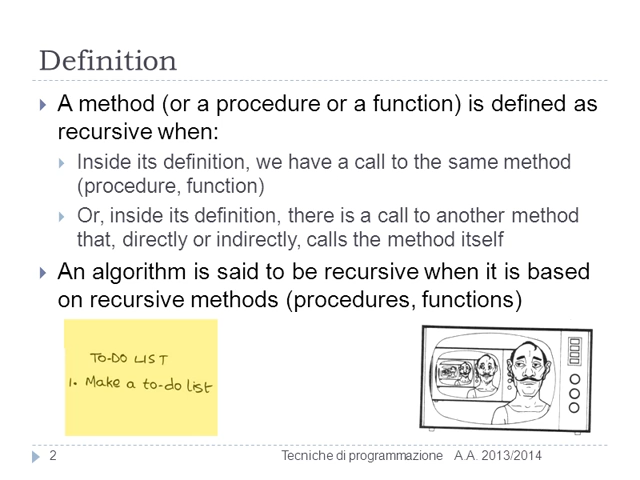 Definition
A method (or a procedure or a function) is defined as
recursive when:
Inside its definition, we have a call to the same method
(procedure, function)
Or, inside its definition, there is a call to another method
that, directly or indirectly, calls the method itself
An algorithm is said to be recursive when it is based
on recursive methods (procedures, functions)
TO-DO LIST
1. Make a to-do list
2
Tecniche di programmazione A.A. 2013/2014